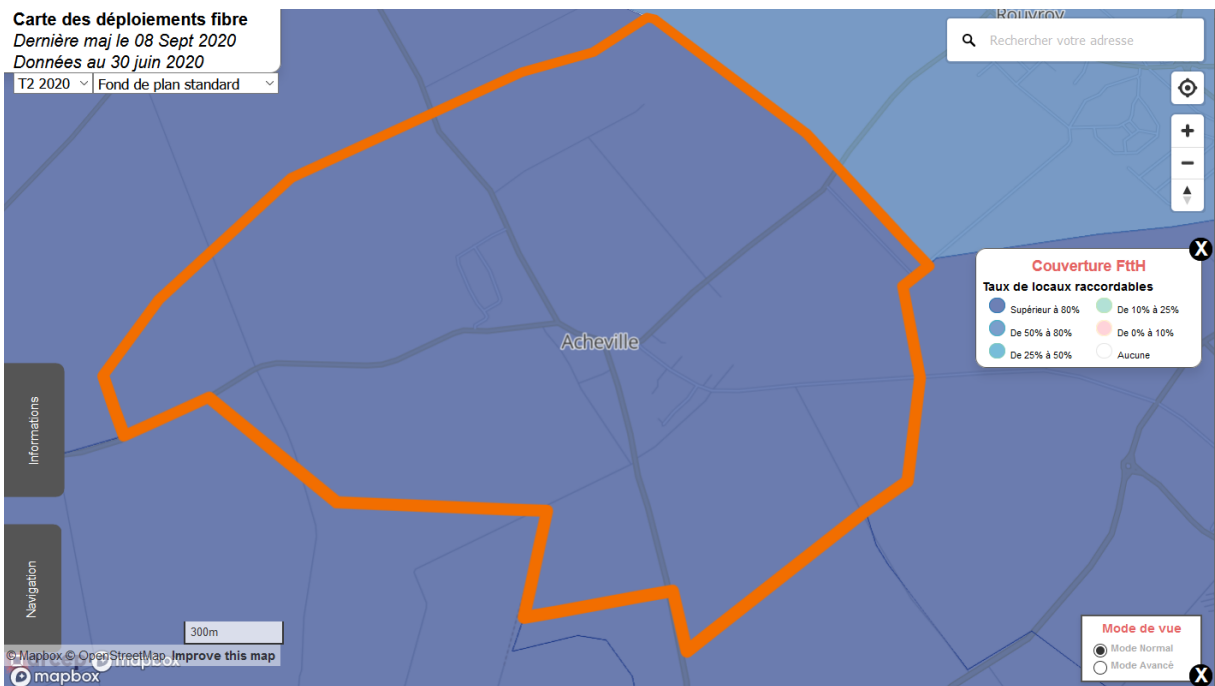 Carte des déploiements fibre
Dernière maj le 08 Sept 2020
Données au 30 juin 2020
T2 2020
Fond de plan standard
Rouvroy
Rechercher votre adresse
Couverture FttH
Taux de locaux raccordables
Supérieur à 80%
De 10% à 25%
De 50% à 80%
De 0% à 10%
De 25% à 50%
Aucune
X
Acheville
Informations
Navigation
300m
© Mapbox © OpenStreetMap Improve this map
arcep mapbox
mapbox
Mode de vue
Mode Normal
Mode Avancé
X